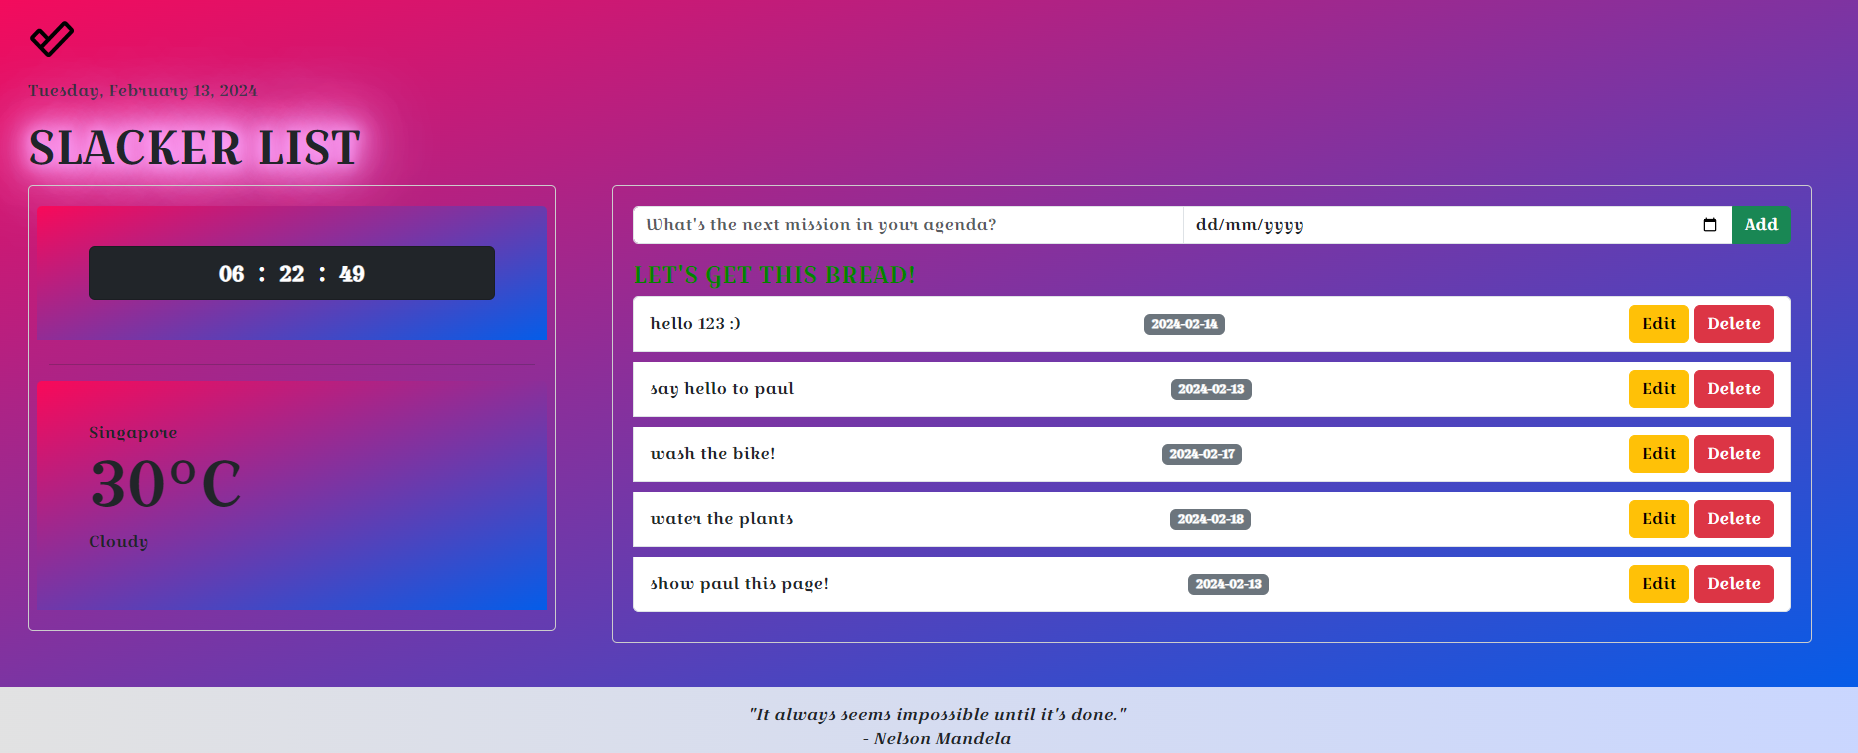 Tuesday, February 13, 2024
SLACKER LIST
06 : 22 : 49
Singapore
30°C
Cloudy
What's the next mission in your agenda? dd/mm/yyyy Add
LET'S GET THIS BREAD!
hello 123 :) 2024-02-14 Edit Delete
say hello to paul 2024-02-13 Edit Delete
wash the bike! 2024-02-17 Edit Delete
water the plants 2024-02-18 Edit Delete
show paul this page! 2024-02-13 Edit Delete
"It always seems impossible until it's done."
- Nelson Mandela